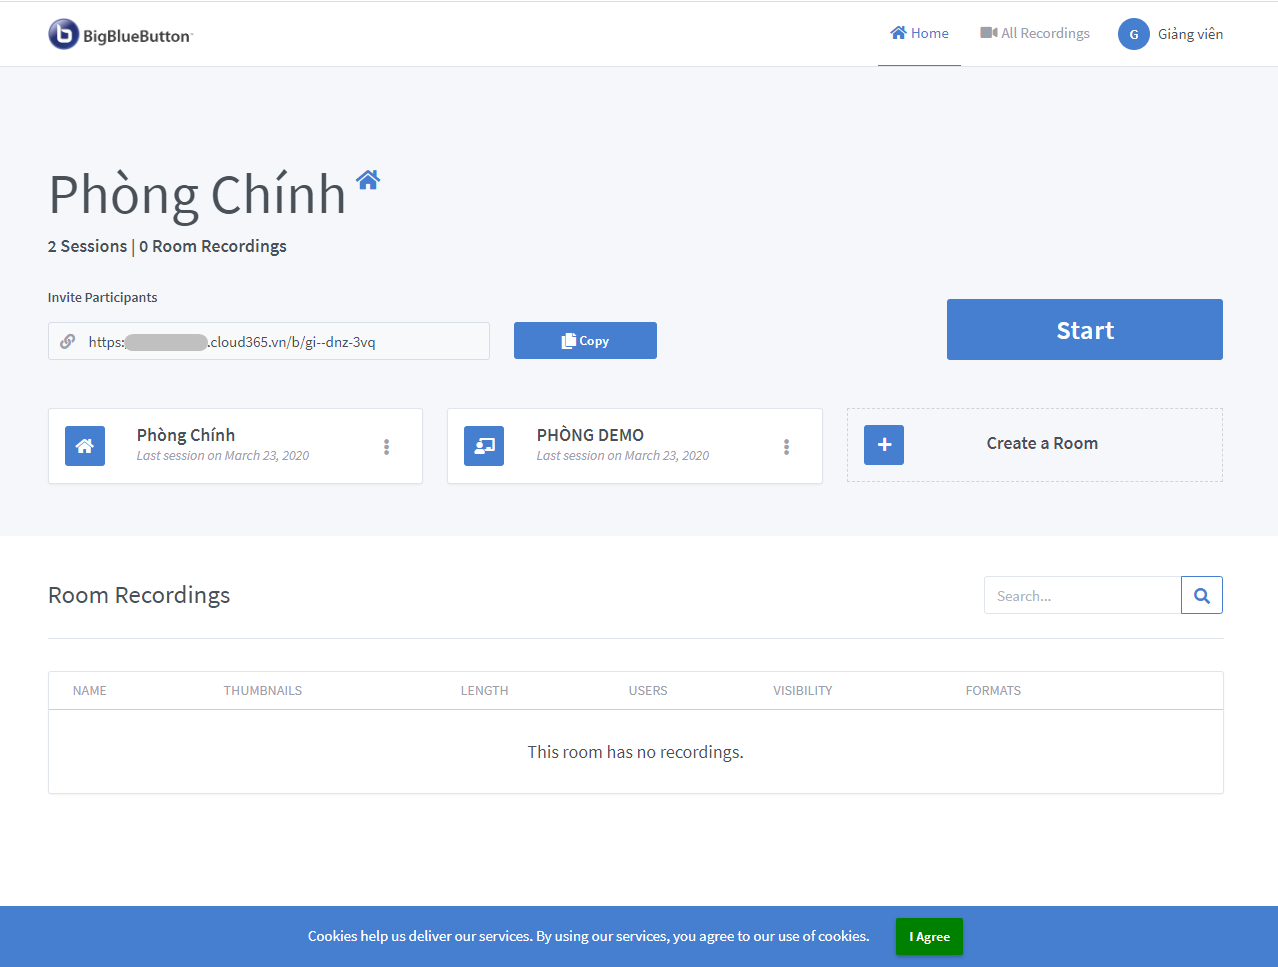 BigBlueButton
Home
All Recordings
G
Giảng viên
Phòng Chính
2 Sessions | 0 Room Recordings
Invite Participants
https: .cloud365.vn/b/gi--dnz-3vq
Copy
Start
Phòng Chính
Last session on March 23, 2020
PHÒNG DEMO
Last session on March 23, 2020
Create a Room
Room Recordings
Search...
NAME THUMBNAILS LENGTH USERS VISIBILITY FORMATS
This room has no recordings.
Cookies help us deliver our services. By using our services, you agree to our use of cookies.
I Agree